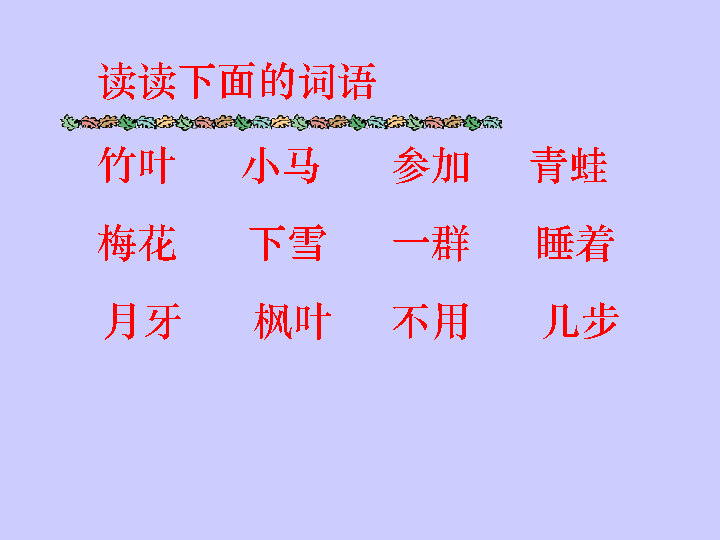 读读下面的词语
竹叶 小马 参加 青蛙
梅花 下雪 一群 睡着
月牙 枫叶 不用 几步